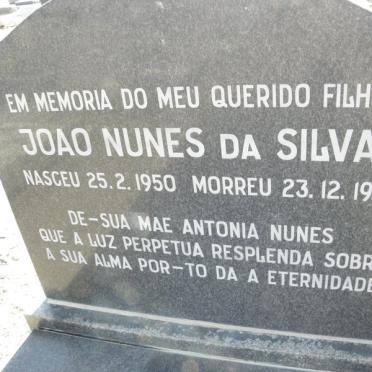 EM MEMORIA DO MEU QUERIDO FILH
JOAO NUNES DA SILVA
NASCEU 25.2.1950 MORREU 23.12.19
DE-SUA MAE ANTONIA NUNES
QUE A LUZ PERPETUA RESPLENDA SOBR
A SUA ALMA POR-TO DA A ETERNIDADE